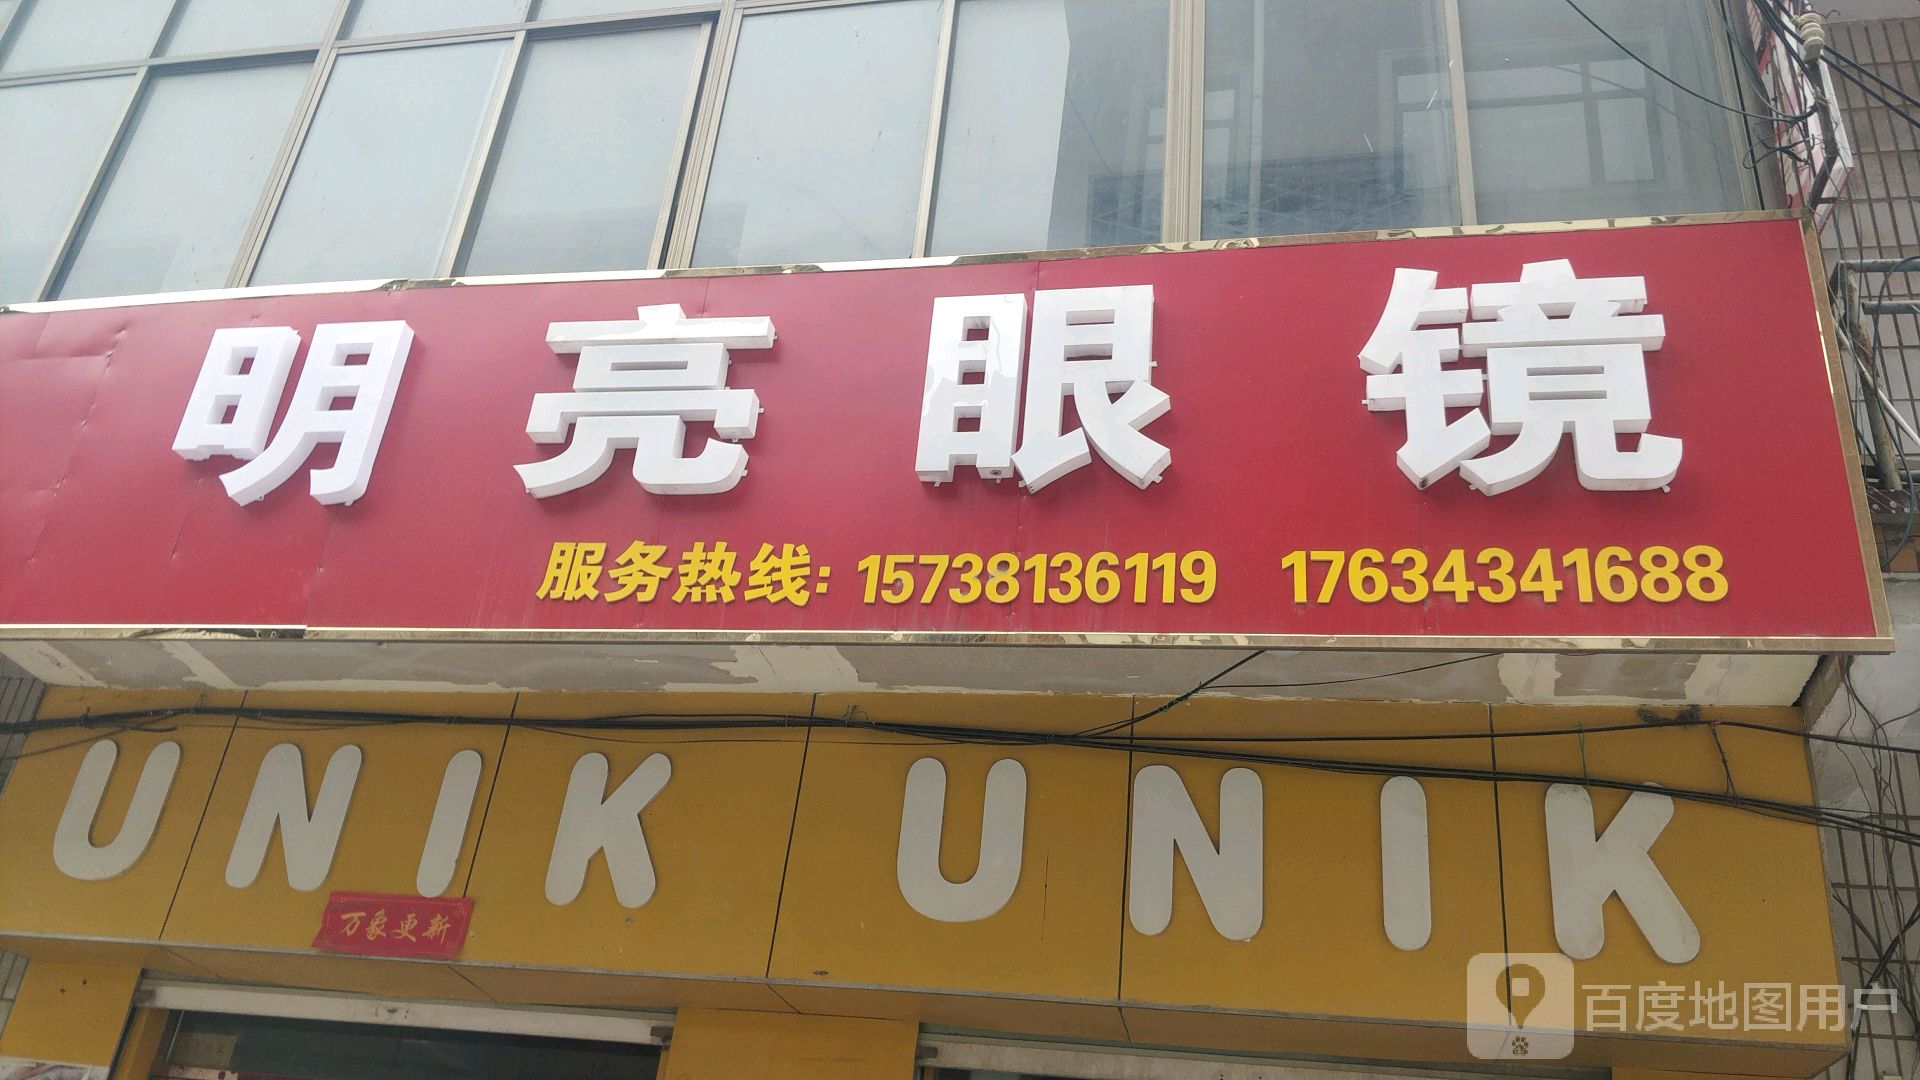 明亮眼镜
服务热线: 15738136119 17634341688
UNIK UNIK
万象更新
百度地图用户